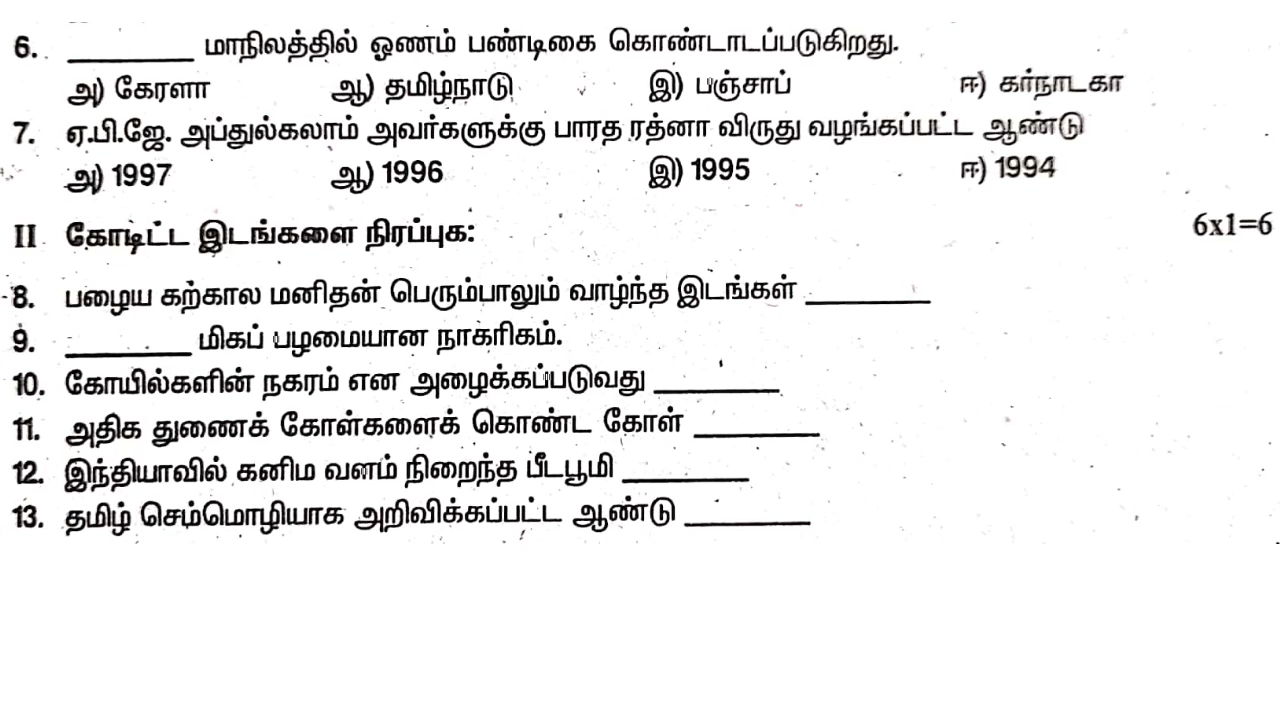 6. ________ மாநிலத்தில் ஓணம் பண்டிகை கொண்டாடப்படுகிறது.
அ) கேரளா ஆ) தமிழ்நாடு இ) பஞ்சாப் ஈ) கர்நாடகா
7. ஏ.பி.ஜே. அப்துல்கலாம் அவர்களுக்கு பாரத ரத்னா விருது வழங்கப்பட்ட ஆண்டு
அ) 1997 ஆ) 1996 இ) 1995 ஈ) 1994
II கோடிட்ட இடங்களை நிரப்புக: 6x1=6
8. பழைய கற்கால மனிதன் பெரும்பாலும் வாழ்ந்த இடங்கள் ________
9. ________ மிகப் பழமையான நாகரிகம்.
10. கோயில்களின் நகரம் என அழைக்கப்படுவது ________
11. அதிக துணைக் கோள்களைக் கொண்ட கோள் ________
12. இந்தியாவில் கனிம வளம் நிறைந்த பீடபூமி ________
13. தமிழ் செம்மொழியாக அறிவிக்கப்பட்ட ஆண்டு ________